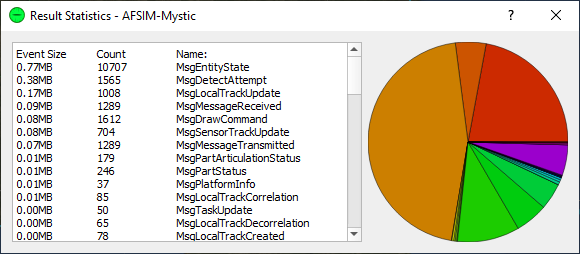 Result Statistics - AFSIM-Mystic
Event Size Count Name:
0.77MB 10707 MsgEntityState
0.38MB 1565 MsgDetectAttempt
0.17MB 1008 MsgLocalTrackUpdate
0.09MB 1289 MsgMessageReceived
0.08MB 1612 MsgDrawCommand
0.08MB 704 MsgSensorTrackUpdate
0.07MB 1289 MsgMessageTransmitted
0.01MB 179 MsgPartArticulationStatus
0.01MB 246 MsgPartStatus
0.01MB 37 MsgPlatformInfo
0.01MB 85 MsgLocalTrackCorrelation
0.00MB 50 MsgTaskUpdate
0.00MB 65 MsgLocalTrackDecorrelation
0.00MB 78 MsgLocalTrackCreated